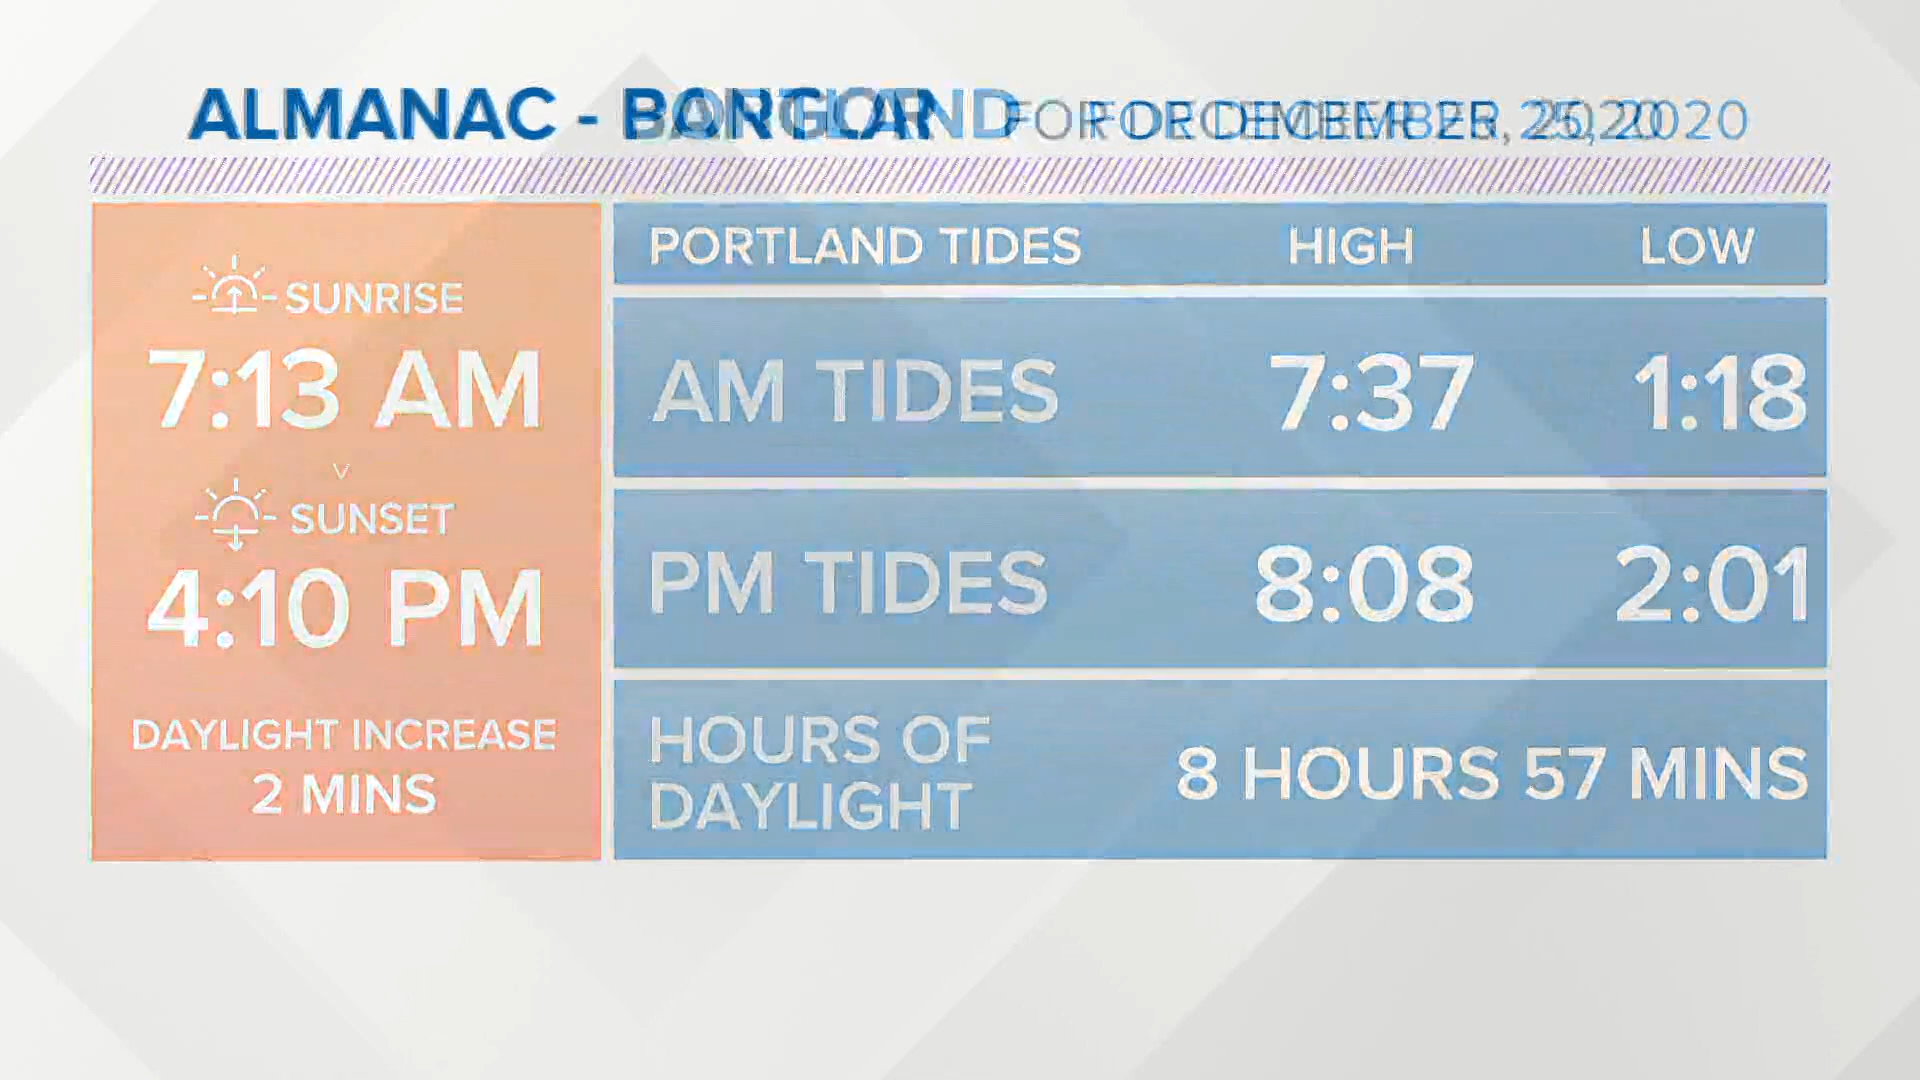 ALMANAC -
SUNRISE
7:13 AM
SUNSET
4:10 PM
DAYLIGHT INCREASE
2 MINS
PORTLAND TIDES HIGH LOW
AM TIDES 7:37 1:18
PM TIDES 8:08 2:01
HOURS OF
DAYLIGHT
8 HOURS 57 MINS